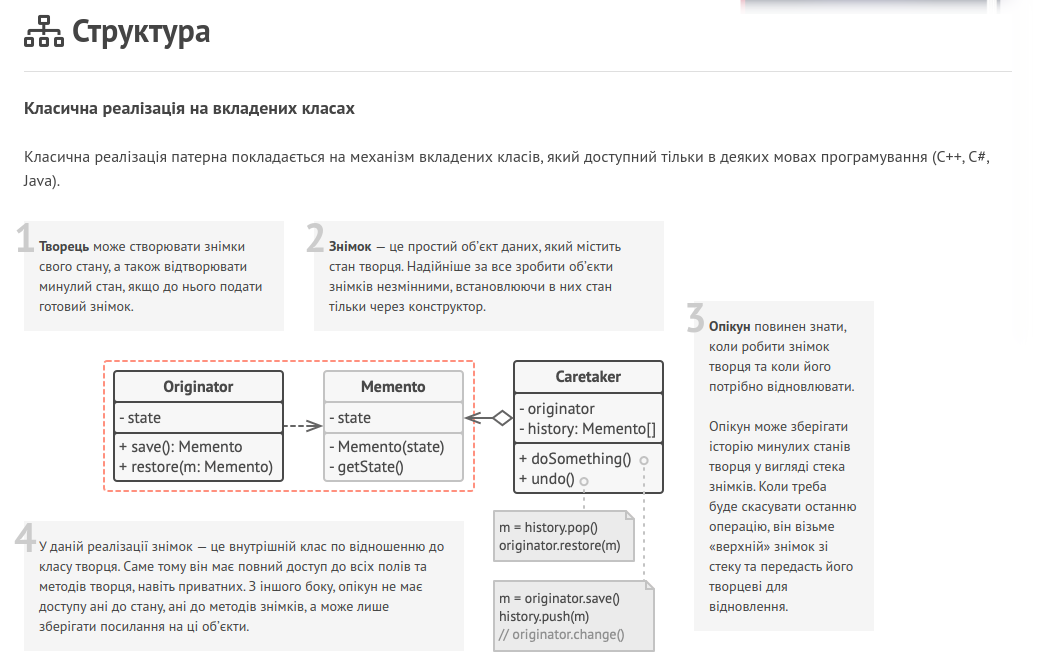 Структура
Класична реалізація на вкладених класах
Класична реалізація патерна покладається на механізм вкладених класів, який доступний тільки в деяких мовах програмування (C++, C#,
Java).
1
Творець може створювати знімки
свого стану, а також відтворювати
минулий стан, якщо до нього подати
готовий знімок.
2
Знімок — це простий об’єкт даних, який містить
стан творця. Надійніше за все зробити об’єкти
знімків незмінними, встановлюючи в них стан
тільки через конструктор.
3
Опікун повинен знати,
коли робити знімок
творця та коли його
потрібно відновлювати.
Опікун може зберігати
історію минулих станів
творця у вигляді стека
знімків. Коли треба
буде скасувати останню
операцію, він візьме
«верхній» знімок зі
стеку та передасть його
творцеві для
відновлення.
Originator
- state
+ save(): Memento
+ restore(m: Memento)
Memento
- state
- Memento(state)
- getState()
Caretaker
- originator
- history: Memento[]
+ doSomething()
+ undo()
m = history.pop()
originator.restore(m)
m = originator.save()
history.push(m)
// originator.change()
4
У даній реалізації знімок — це внутрішній клас по відношенню до
класу творця. Саме тому він має повний доступ до всіх полів та
методів творця, навіть приватних. З іншого боку, опікун не має
доступу ані до стану, ані до методів знімків, а може лише
зберігати посилання на ці об’єкти.